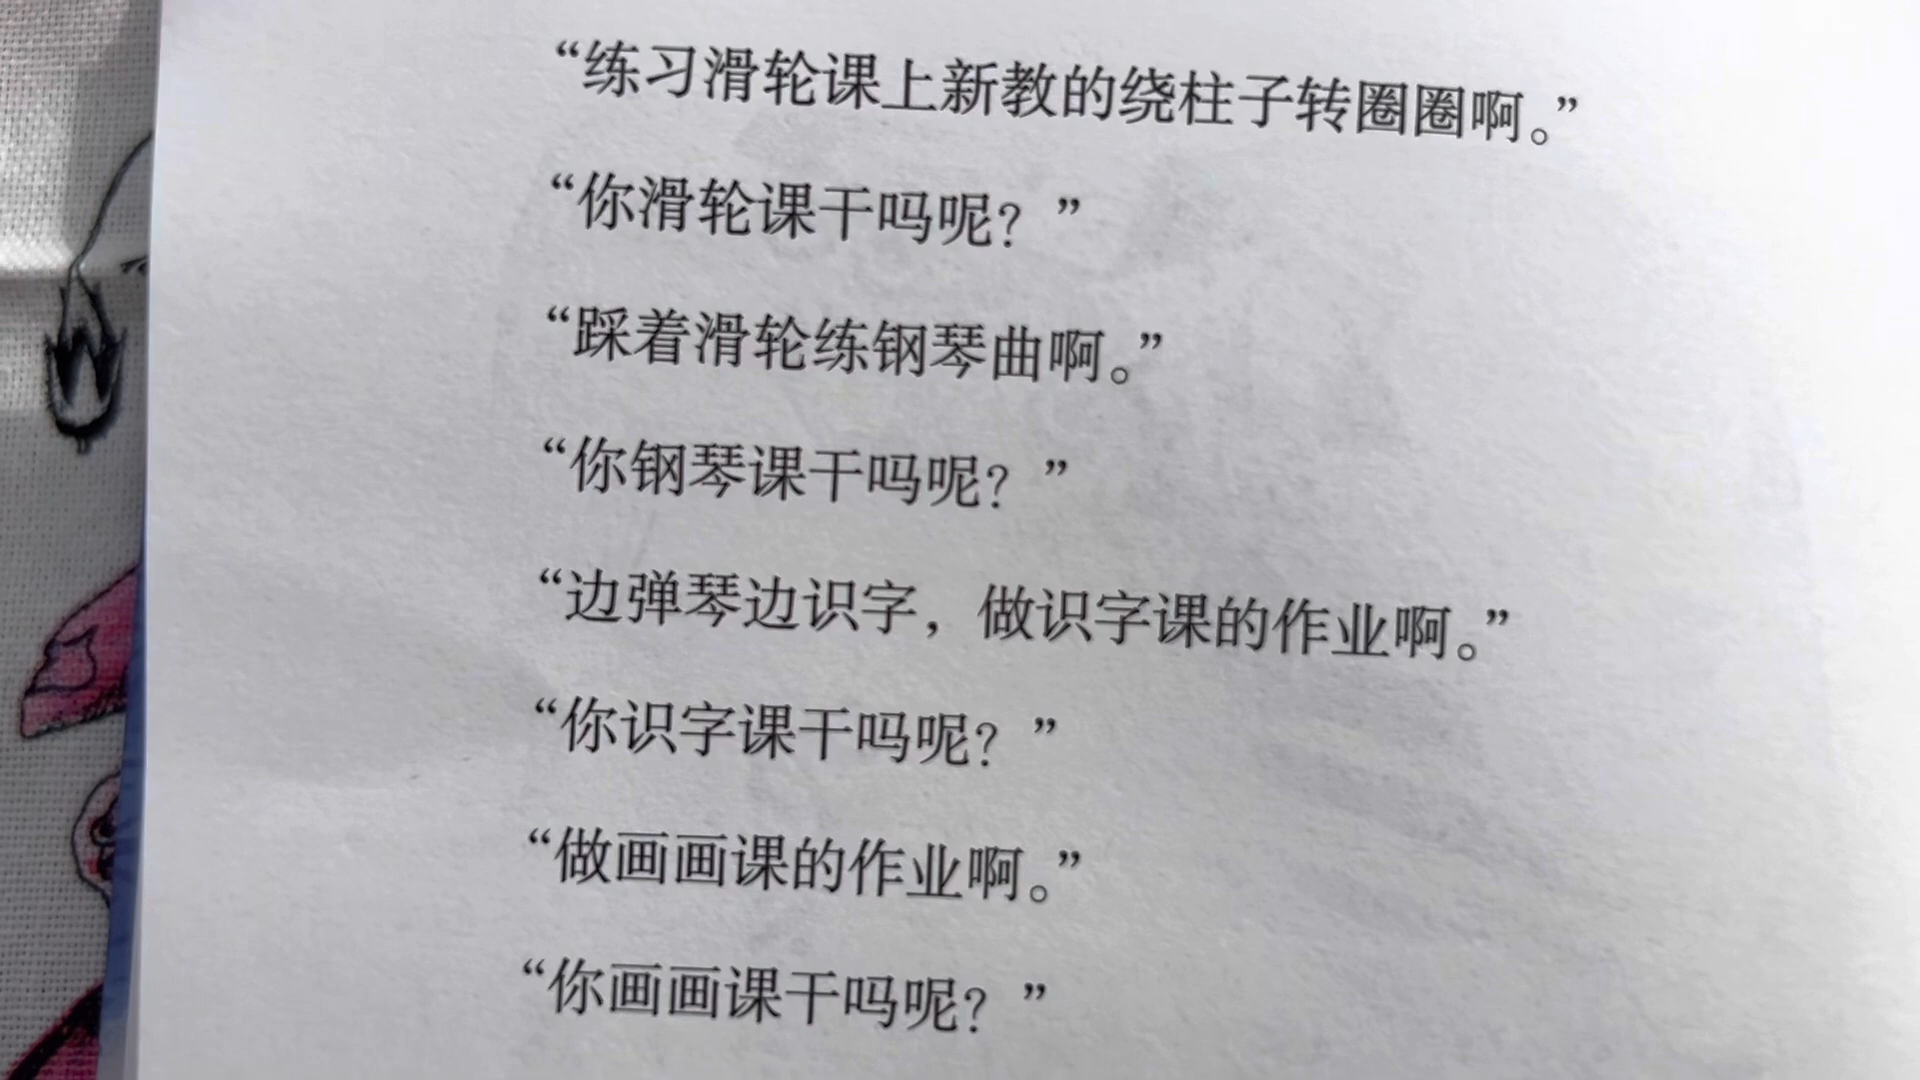 “练习滑轮课上新教的绕柱子转圈圈啊。”
“你滑轮课干吗呢？”
“踩着滑轮练钢琴曲啊。”
“你钢琴课干吗呢？”
“边弹琴边识字，做识字课的作业啊。”
“你识字课干吗呢？”
“做画画课的作业啊。”
“你画画课干吗呢？”